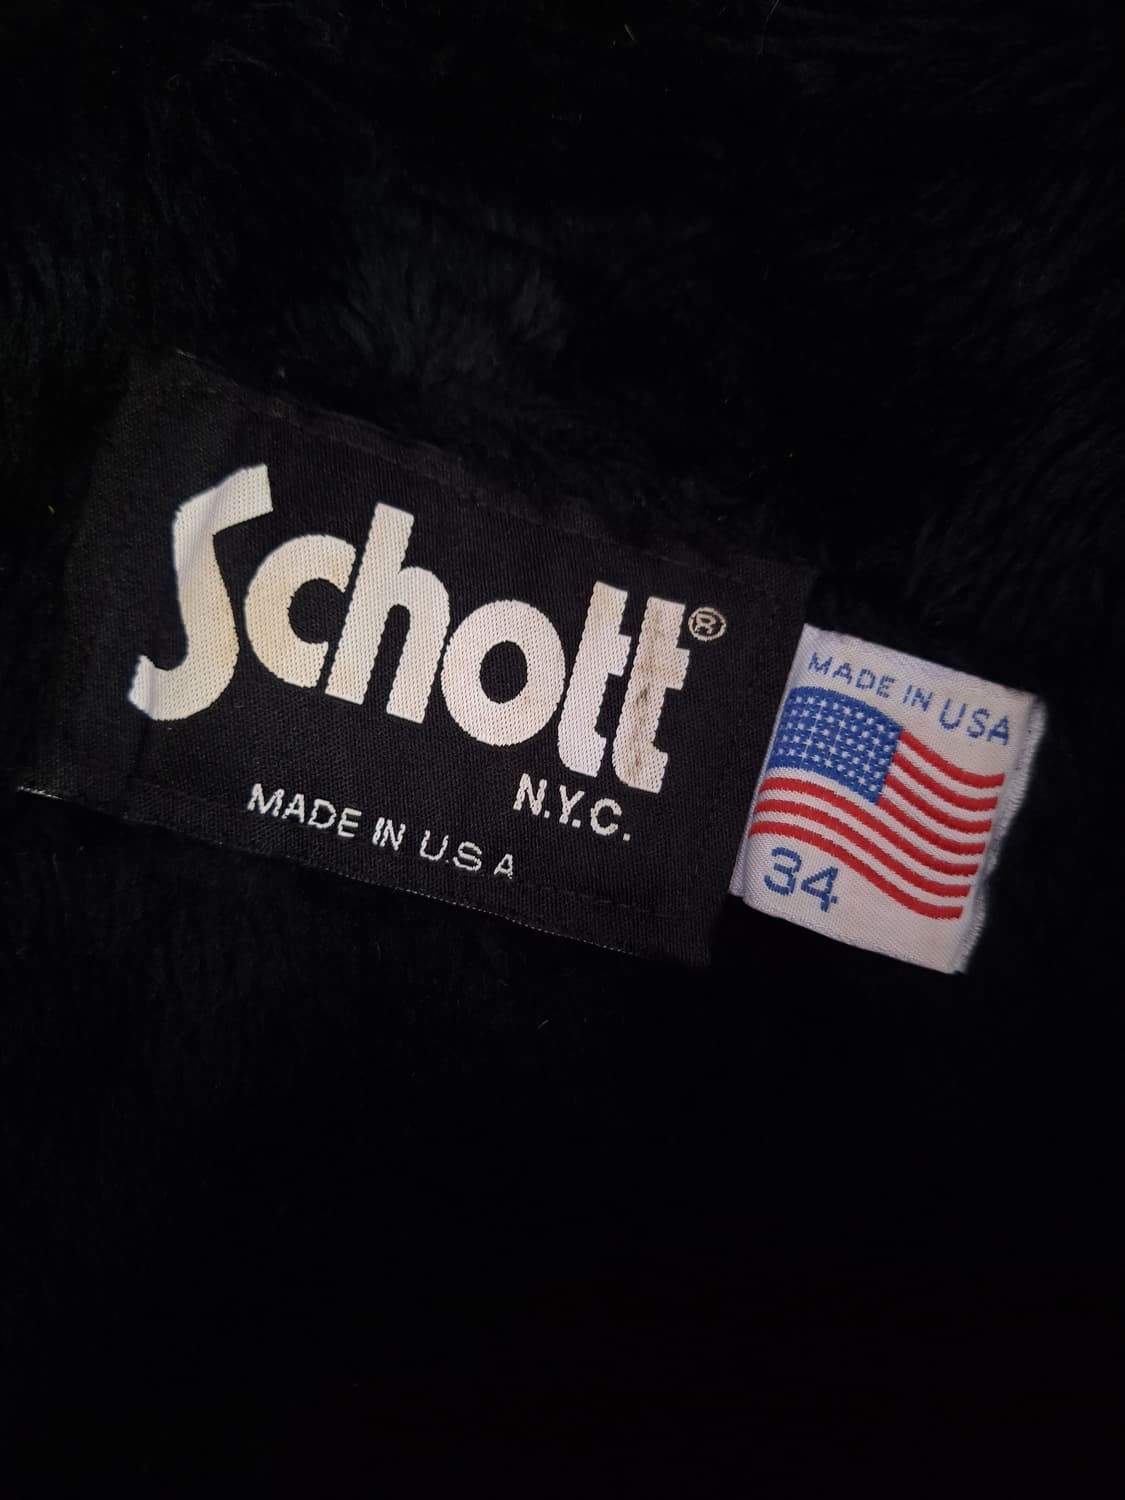 Schott®
N.Y.C.
MADE IN U.S A
MADE IN USA
34